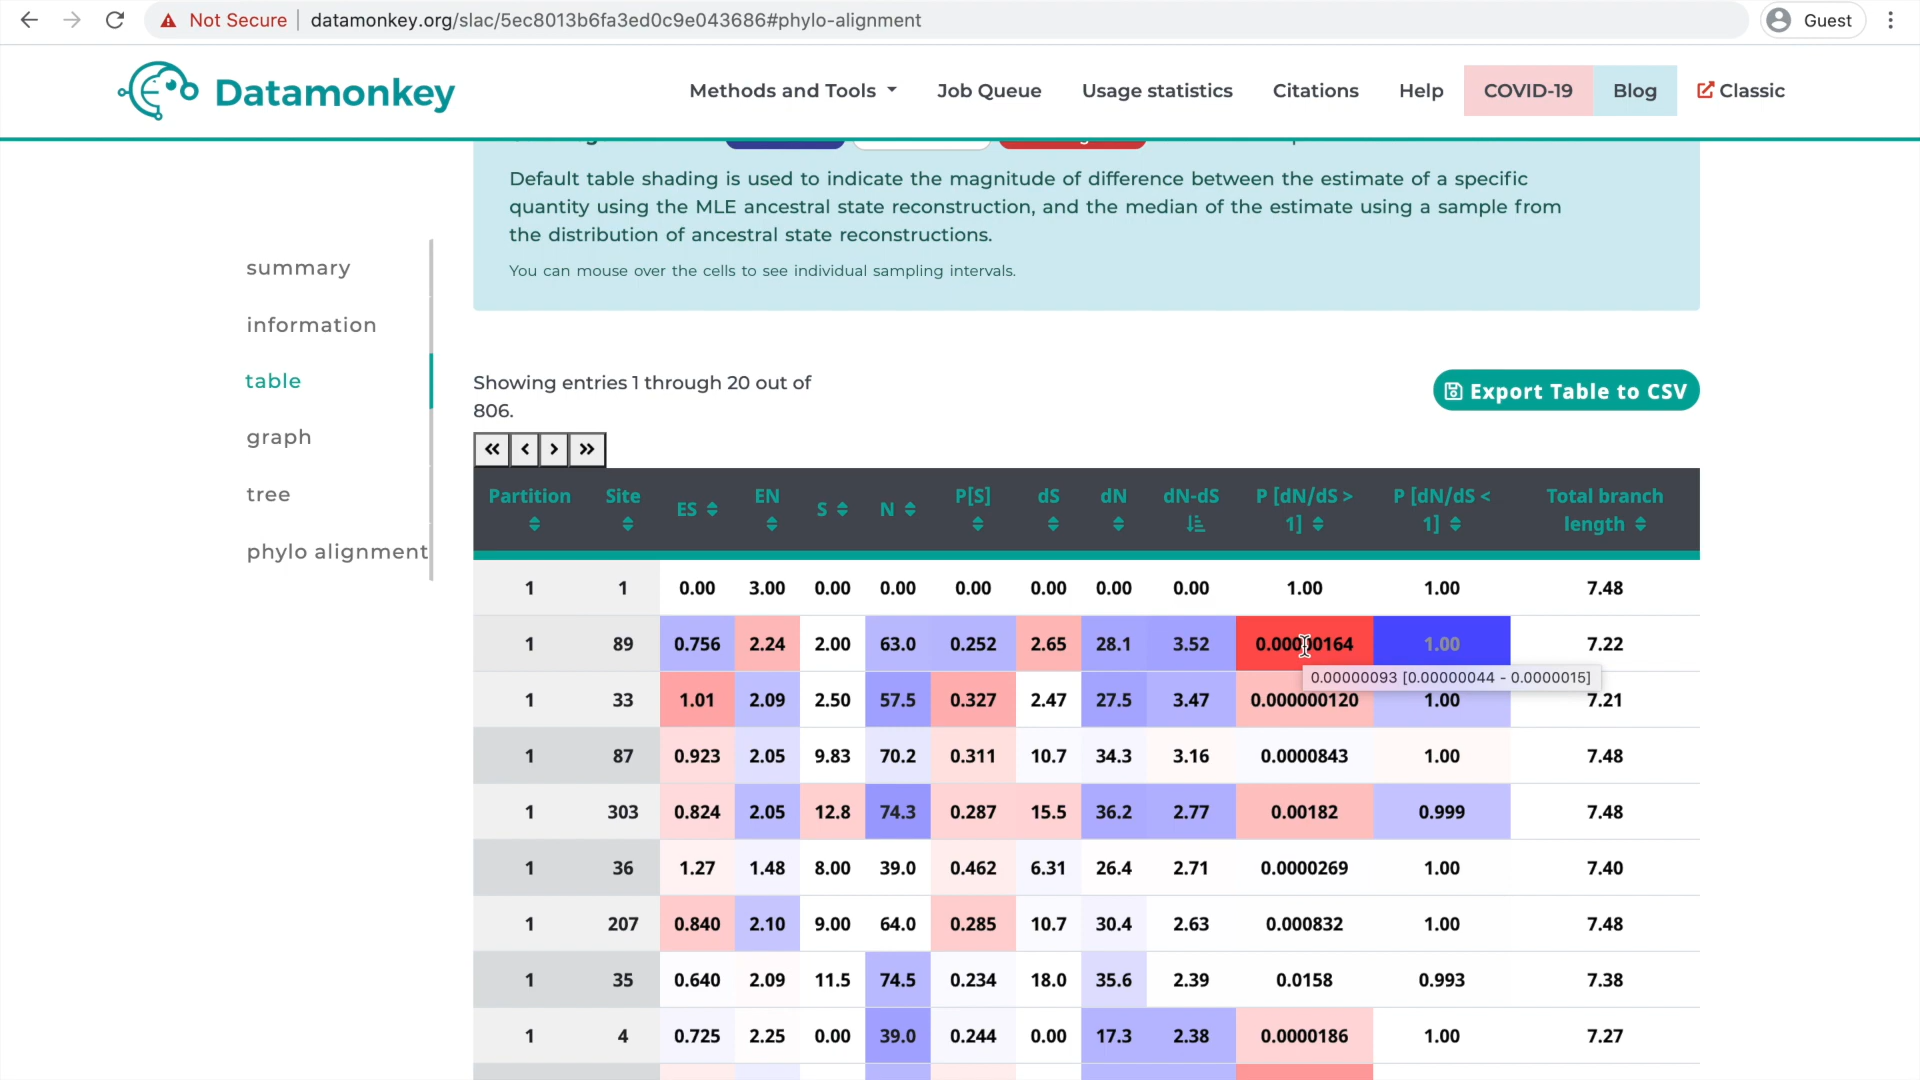 Not Secure | datamonkey.org/slac/5ec8013b6fa3ed0c9e043686#phylo-alignment Guest
Datamonkey Methods and Tools Job Queue Usage statistics Citations Help COVID-19 Blog Classic
Default table shading is used to indicate the magnitude of difference between the estimate of a specific
quantity using the MLE ancestral state reconstruction, and the median of the estimate using a sample from
the distribution of ancestral state reconstructions.
You can mouse over the cells to see individual sampling intervals.
summary
information
table
graph
tree
phylo alignment
Showing entries 1 through 20 out of
806.
Export Table to CSV
« ‹ › »
Partition Site ES EN S N P[S] dS dN dN-dS P [dN/dS > 1] P [dN/dS < 1] Total branch length
1 1 0.00 3.00 0.00 0.00 0.00 0.00 0.00 0.00 1.00 1.00 7.48
1 89 0.756 2.24 2.00 63.0 0.252 2.65 28.1 3.52 0.00000164 1.00 7.22
0.00000093 [0.00000044 - 0.0000015]
1 33 1.01 2.09 2.50 57.5 0.327 2.47 27.5 3.47 0.000000120 1.00 7.21
1 87 0.923 2.05 9.83 70.2 0.311 10.7 34.3 3.16 0.0000843 1.00 7.48
1 303 0.824 2.05 12.8 74.3 0.287 15.5 36.2 2.77 0.00182 0.999 7.48
1 36 1.27 1.48 8.00 39.0 0.462 6.31 26.4 2.71 0.0000269 1.00 7.40
1 207 0.840 2.10 9.00 64.0 0.285 10.7 30.4 2.63 0.000832 1.00 7.48
1 35 0.640 2.09 11.5 74.5 0.234 18.0 35.6 2.39 0.0158 0.993 7.38
1 4 0.725 2.25 0.00 39.0 0.244 0.00 17.3 2.38 0.0000186 1.00 7.27